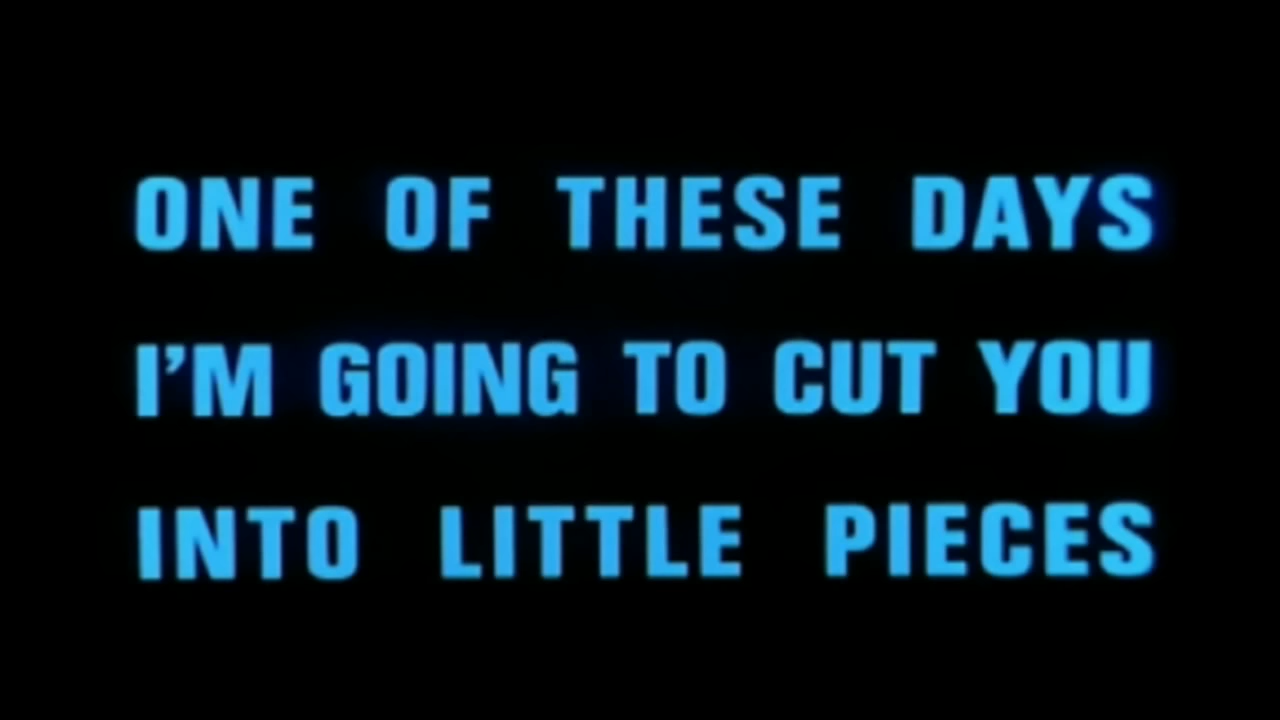 ONE OF THESE DAYS
I'M GOING TO CUT YOU
INTO LITTLE PIECES